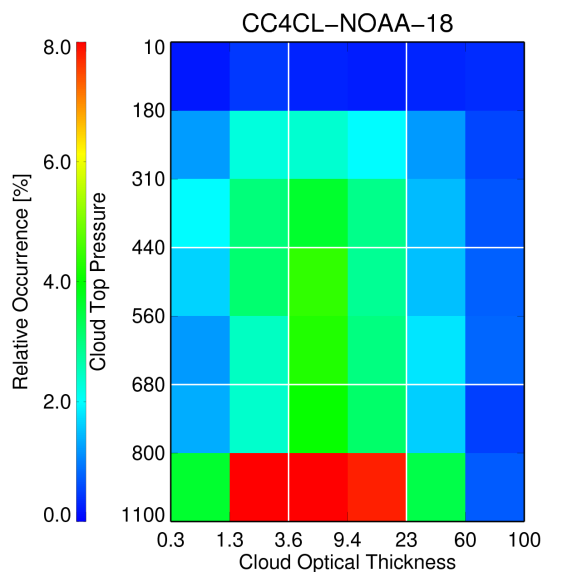 CC4CL−NOAA−18
8.0
6.0
4.0
2.0
0.0
Relative Occurrence [%]
Cloud Top Pressure
10
180
310
440
560
680
800
1100
0.3 1.3 3.6 9.4 23 60 100
Cloud Optical Thickness